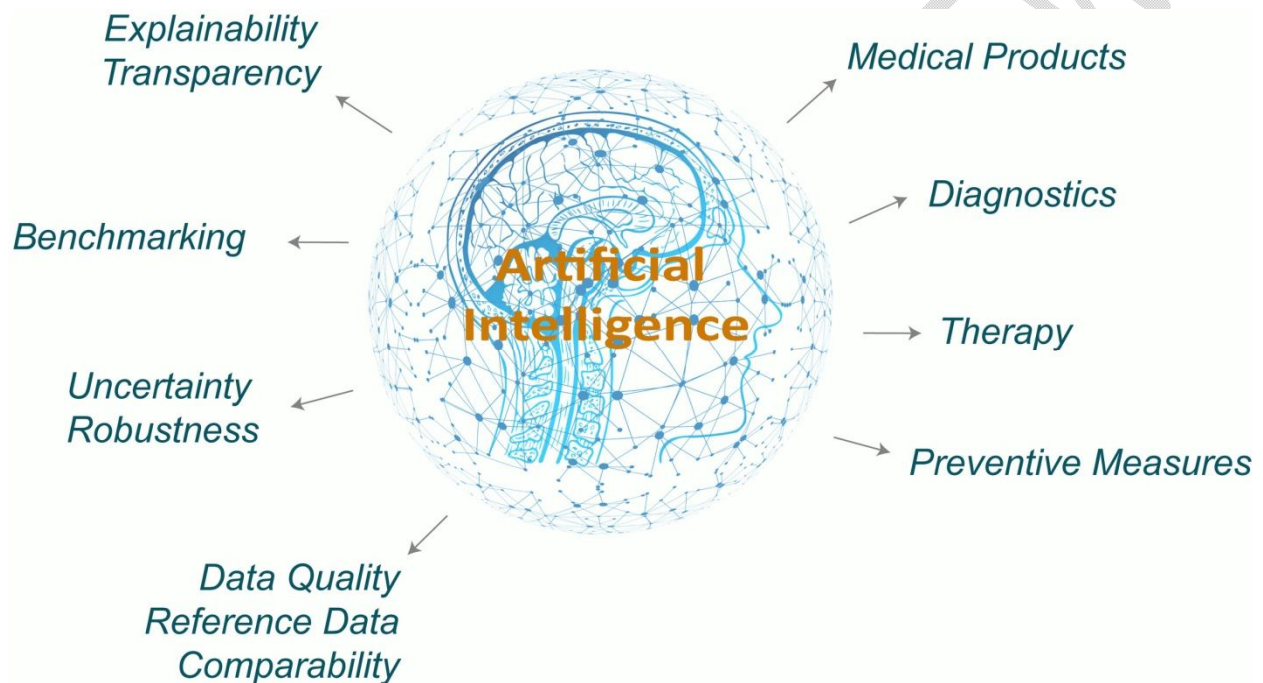 Explainability
Transparency
Medical Products
Diagnostics
Benchmarking
Artificial
Intelligence
Therapy
Uncertainty
Robustness
Preventive Measures
Data Quality
Reference Data
Comparability